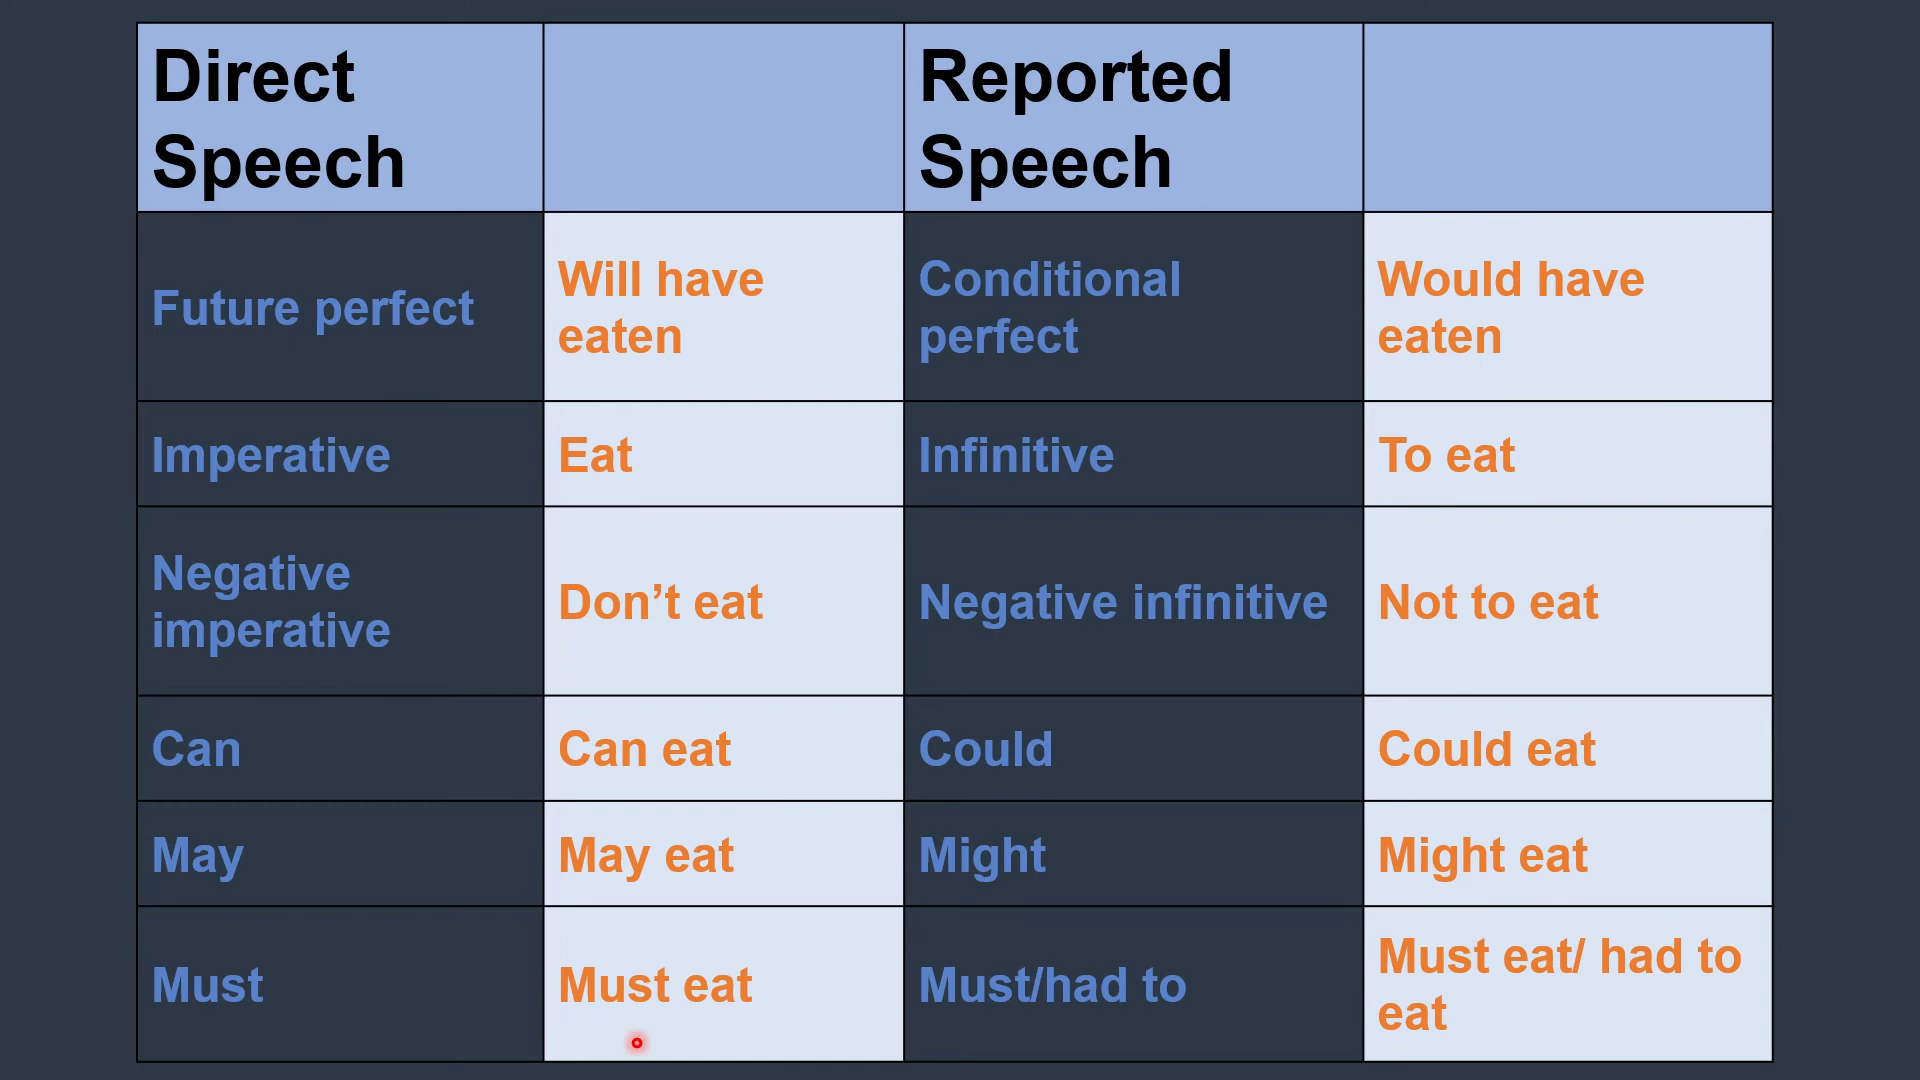 Direct
Speech
Reported
Speech
Future perfect
Will have
eaten
Conditional
perfect
Would have
eaten
Imperative
Eat
Infinitive
To eat
Negative
imperative
Don’t eat
Negative infinitive
Not to eat
Can
Can eat
Could
Could eat
May
May eat
Might
Might eat
Must
Must eat
Must/had to
Must eat/ had to
eat